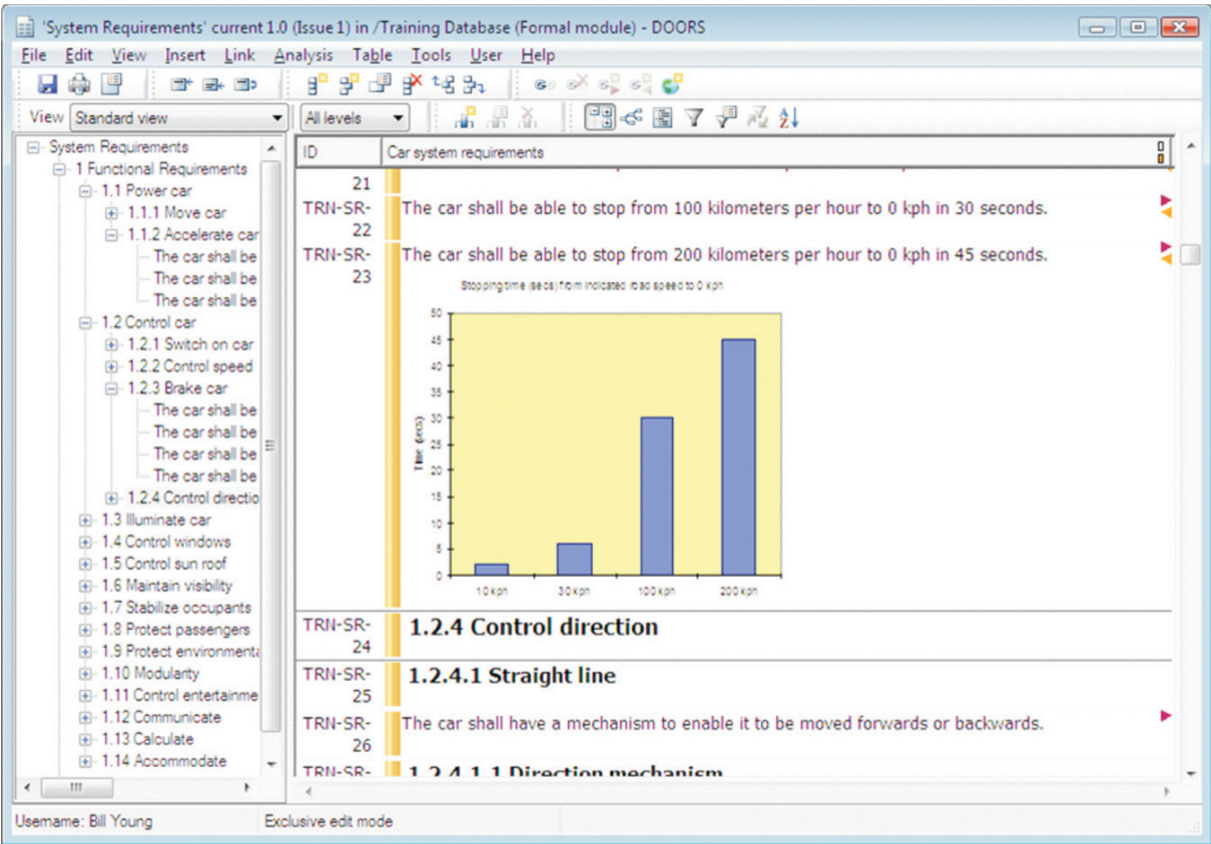 'System Requirements' current 1.0 (Issue 1) in /Training Database (Formal module) - DOORS
File Edit View Insert Link Analysis Table Tools User Help
View Standard view All levels
System Requirements
1 Functional Requirements
1.1 Power car
1.1.1 Move car
1.1.2 Accelerate car
The car shall be
The car shall be
The car shall be
1.2 Control car
1.2.1 Switch on car
1.2.2 Control speed
1.2.3 Brake car
The car shall be
The car shall be
The car shall be
The car shall be
1.2.4 Control directio
1.3 Illuminate car
1.4 Control windows
1.5 Control sun roof
1.6 Maintain visibility
1.7 Stabilize occupants
1.8 Protect passengers
1.9 Protect environmenta
1.10 Modularity
1.11 Control entertainme
1.12 Communicate
1.13 Calculate
1.14 Accommodate
ID Car system requirements
21
TRN-SR-22 The car shall be able to stop from 100 kilometers per hour to 0 kph in 30 seconds.
TRN-SR-23 The car shall be able to stop from 200 kilometers per hour to 0 kph in 45 seconds.
Stopping time (secs) from indicated road speed to 0 kph
Time (secs)
50
45
40
35
30
25
20
15
10
5
0
10 kph 30 kph 100 kph 200 kph
TRN-SR-24 1.2.4 Control direction
TRN-SR-25 1.2.4.1 Straight line
TRN-SR-26 The car shall have a mechanism to enable it to be moved forwards or backwards.
TRN-SR- 1.2.4.1.1 Direction mechanism
Username: Bill Young Exclusive edit mode